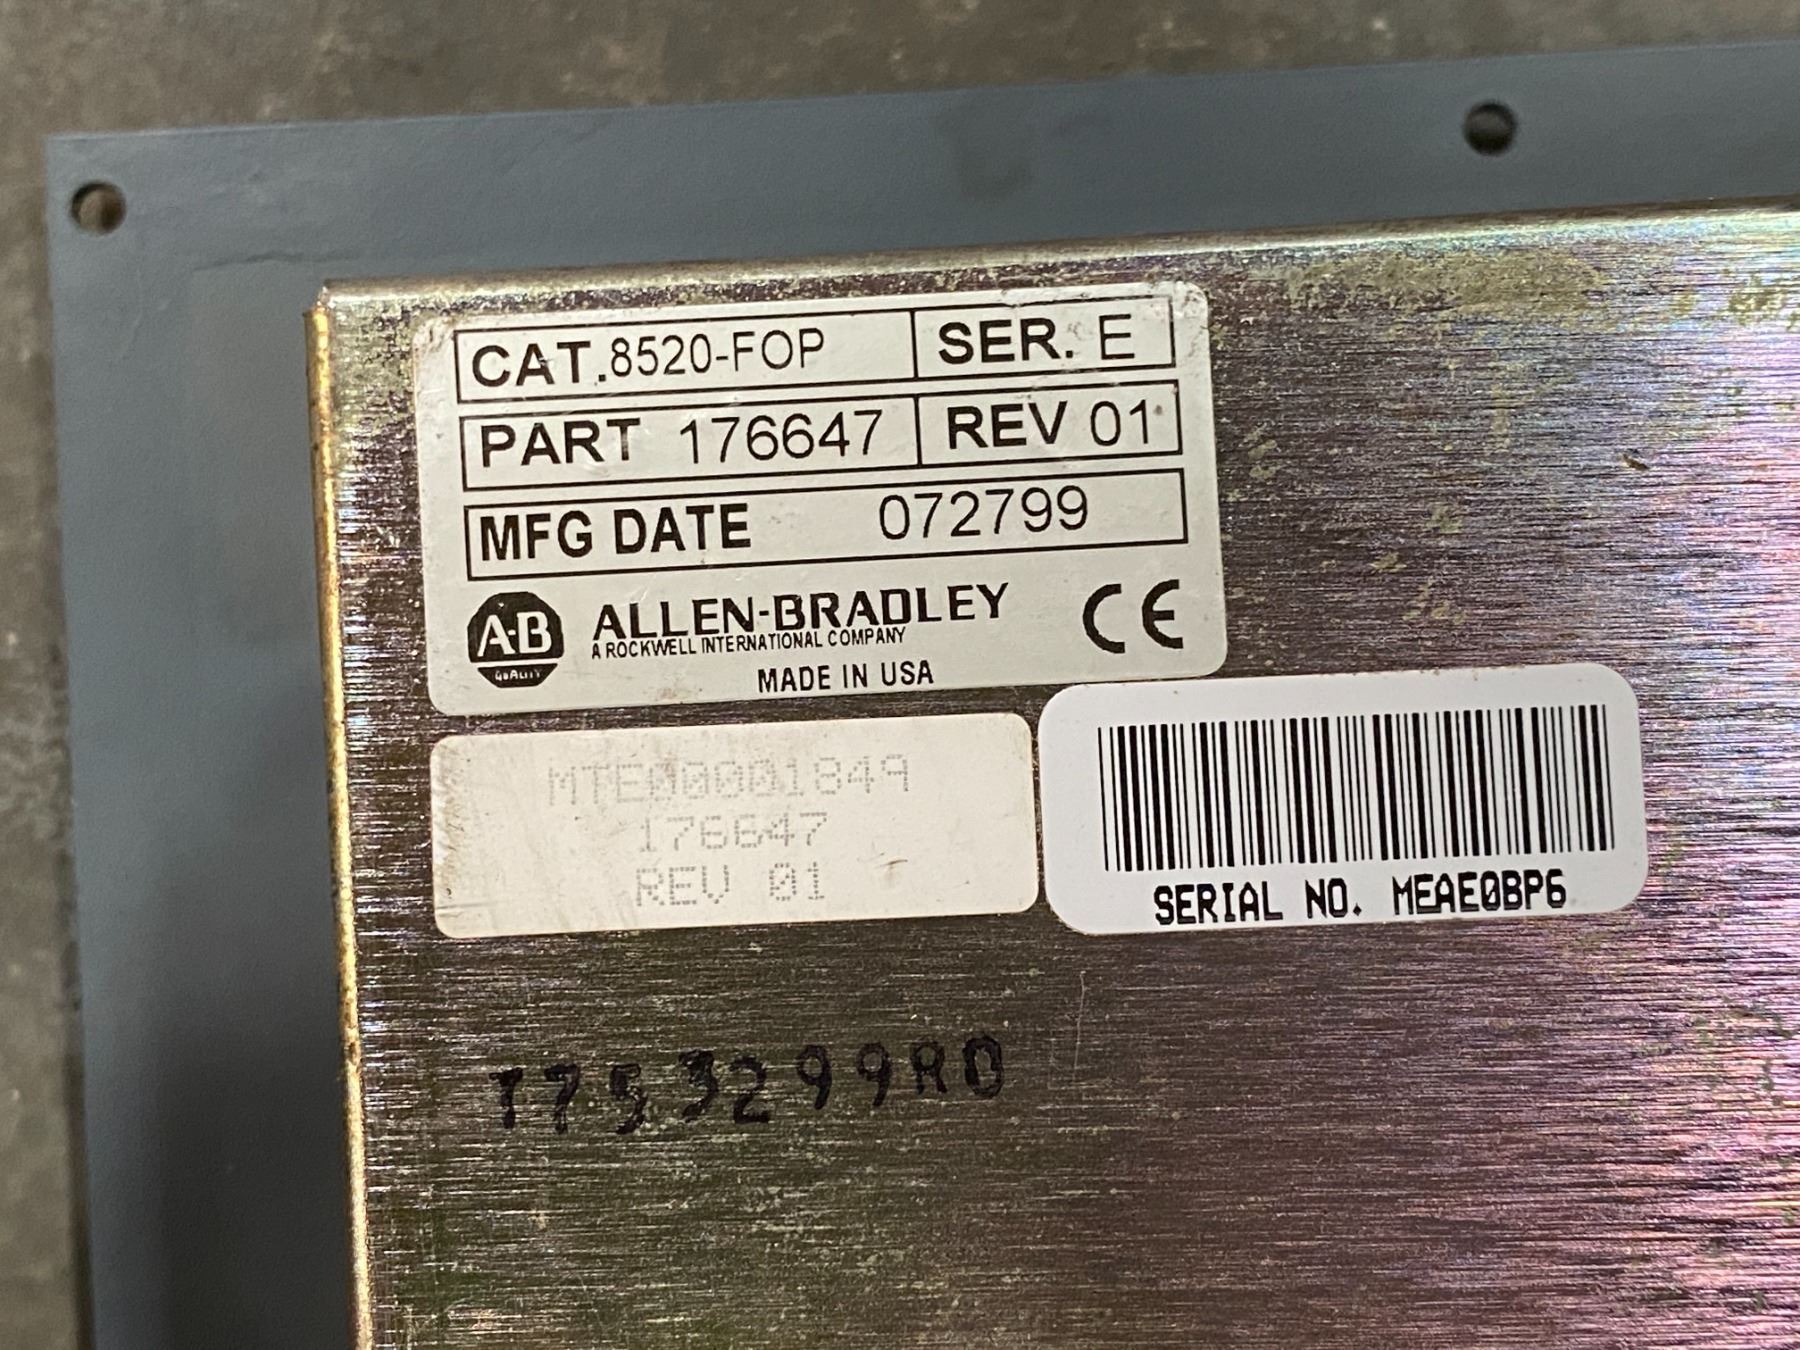 CAT. 8520-FOP SER. E
PART 176647 REV 01
MFG DATE 072799
A-B
QUALITY
ALLEN-BRADLEY
A ROCKWELL INTERNATIONAL COMPANY
CE
MADE IN USA
MTE00001849
176647
REV 01
SERIAL NO. MEAE0BP6